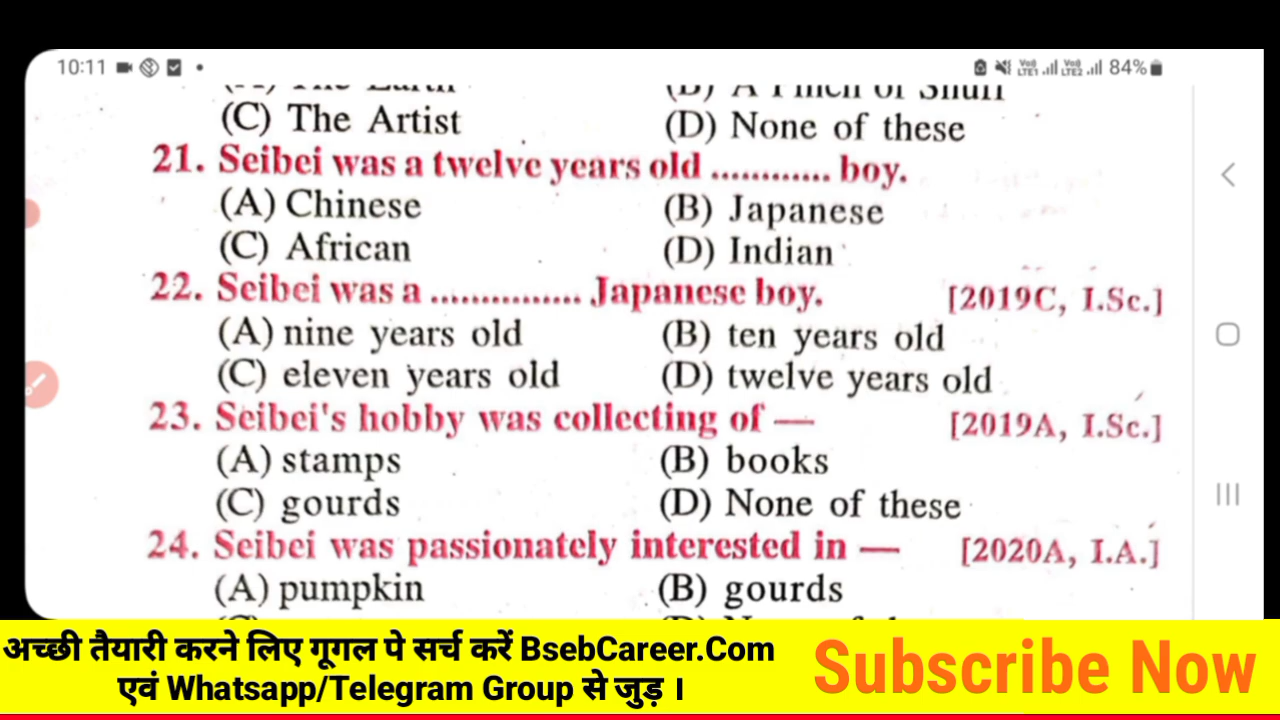 10:11 84%
(C) The Artist (D) None of these
21. Seibei was a twelve years old ............ boy.
(A) Chinese (B) Japanese
(C) African (D) Indian
22. Seibei was a ............... Japanese boy. [2019C, I.Sc.]
(A) nine years old (B) ten years old
(C) eleven years old (D) twelve years old
23. Seibei's hobby was collecting of — [2019A, I.Sc.]
(A) stamps (B) books
(C) gourds (D) None of these
24. Seibei was passionately interested in — [2020A, I.A.]
(A) pumpkin (B) gourds
अच्छी तैयारी करने लिए गूगल पे सर्च करें BsebCareer.Com
एवं Whatsapp/Telegram Group से जुड़ ।
Subscribe Now